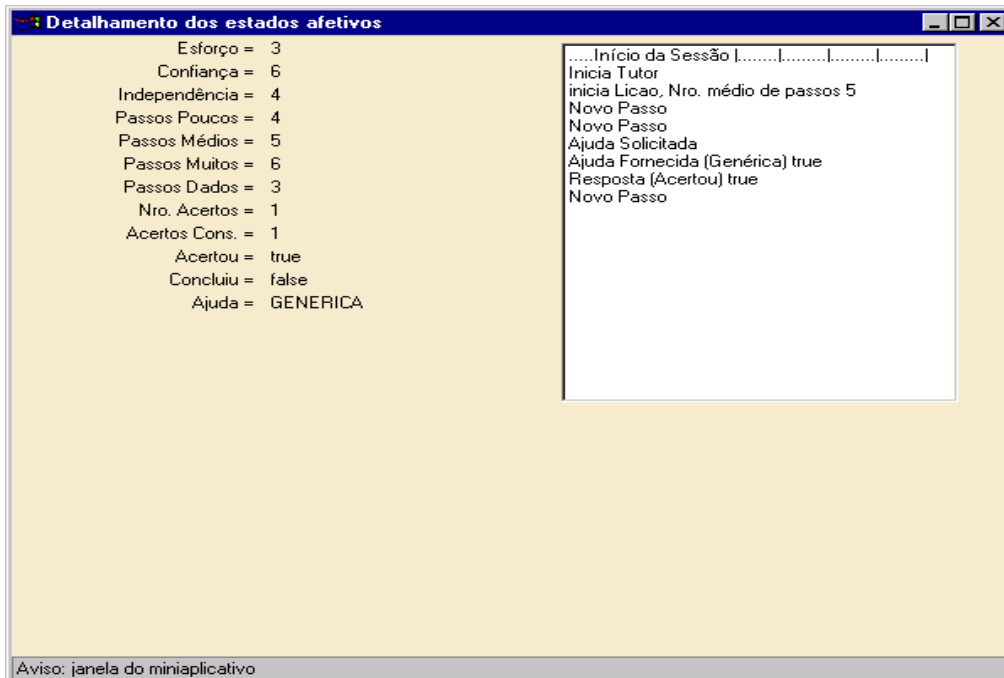 Detalhamento dos estados afetivos
Esforço = 3
Confiança = 6
Independência = 4
Passos Poucos = 4
Passos Médios = 5
Passos Muitos = 6
Passos Dados = 3
Nro. Acertos = 1
Acertos Cons. = 1
Acertou = true
Concluiu = false
Ajuda = GENERICA
.....Início da Sessão |........|.........|.........|.........|
Inicia Tutor
inicia Licao, Nro. médio de passos 5
Novo Passo
Novo Passo
Ajuda Solicitada
Ajuda Fornecida (Genérica) true
Resposta (Acertou) true
Novo Passo
Aviso: janela do miniaplicativo